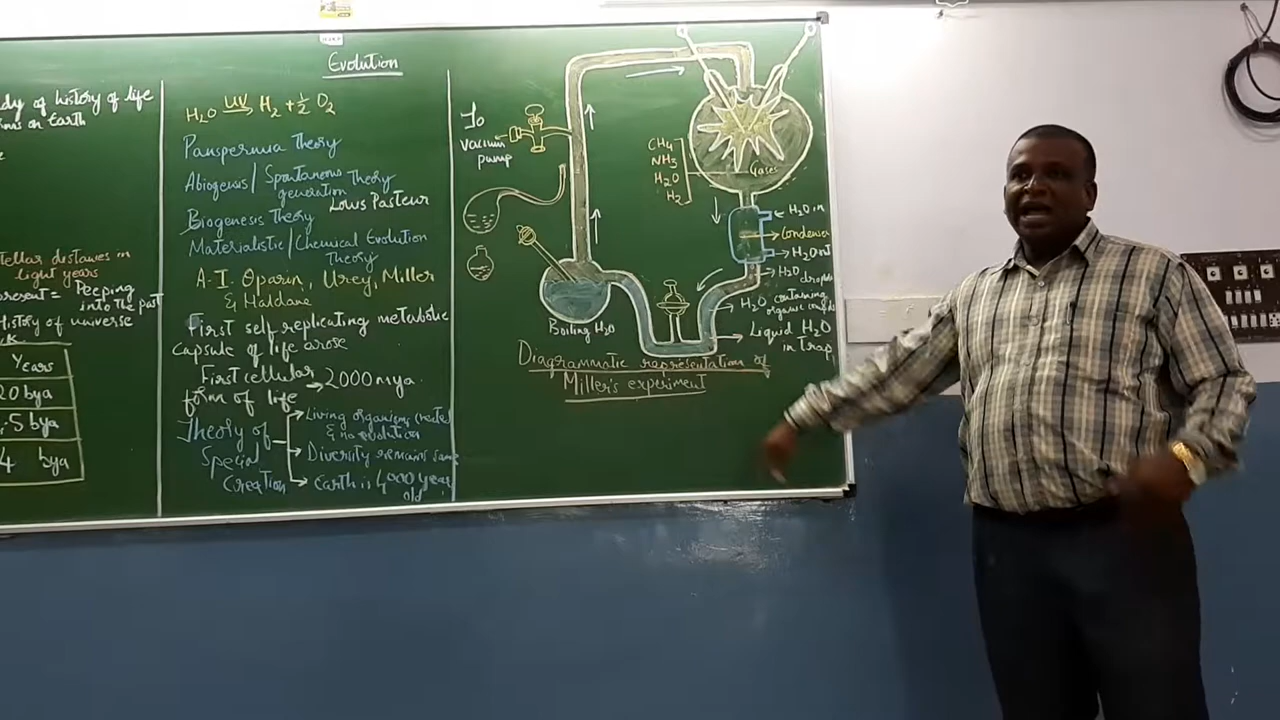 Evolution
dy of history of life
ms on Earth
tellar distances in
light years
present = Peeping
into the past
History of universe
Years
20 bya
.5 bya
4 bya
H₂O UV→ H₂ + ½ O₂
Panspermia Theory
Abiogenesis/ Spontaneous Theory
generation
Biogenesis Theory Louis Pasteur
Materialistic/Chemical Evolution
Theory
A.I. Oparin, Urey, Miller
& Haldane
First self replicating metabolic
capsule of life arose
First cellular
form of life → 2000 mya
Theory of
Special
Creation
Living organisms created
& no evolution
Diversity remains same
Earth is 4000 years
old
To
Vacuum
pump
CH₄
NH₃
H₂O
H₂
Gases
H₂O in
Condenser
H₂O out
H₂O
droplets
H₂O containing
organic compds
Liquid H₂O
in trap
Boiling H₂O
Diagrammatic representation of
Miller's experiment